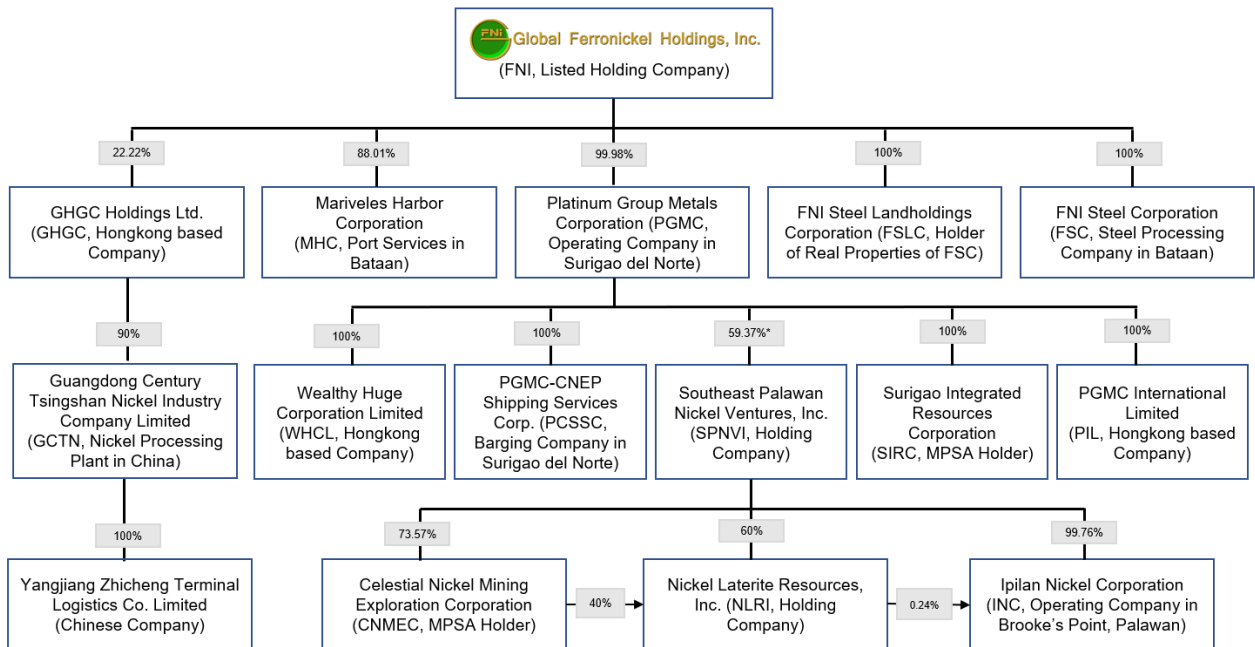 FNi
Global Ferronickel Holdings, Inc.
(FNI, Listed Holding Company)
22.22%
88.01%
99.98%
100%
100%
GHGC Holdings Ltd.
(GHGC, Hongkong based
Company)
Mariveles Harbor
Corporation
(MHC, Port Services in
Bataan)
Platinum Group Metals
Corporation (PGMC,
Operating Company in
Surigao del Norte)
FNI Steel Landholdings
Corporation (FSLC, Holder
of Real Properties of FSC)
FNI Steel Corporation
(FSC, Steel Processing
Company in Bataan)
90%
100%
100%
59.37%*
100%
100%
Guangdong Century
Tsingshan Nickel Industry
Company Limited
(GCTN, Nickel Processing
Plant in China)
Wealthy Huge
Corporation Limited
(WHCL, Hongkong
based Company)
PGMC-CNEP
Shipping Services
Corp. (PCSSC,
Barging Company in
Surigao del Norte)
Southeast Palawan
Nickel Ventures, Inc.
(SPNVI, Holding
Company)
Surigao Integrated
Resources
Corporation
(SIRC, MPSA Holder)
PGMC International
Limited
(PIL, Hongkong based
Company)
100%
73.57%
60%
99.76%
Yangjiang Zhicheng Terminal
Logistics Co. Limited
(Chinese Company)
Celestial Nickel Mining
Exploration Corporation
(CNMEC, MPSA Holder)
40%
Nickel Laterite Resources,
Inc. (NLRI, Holding
Company)
0.24%
Ipilan Nickel Corporation
(INC, Operating Company in
Brooke's Point, Palawan)